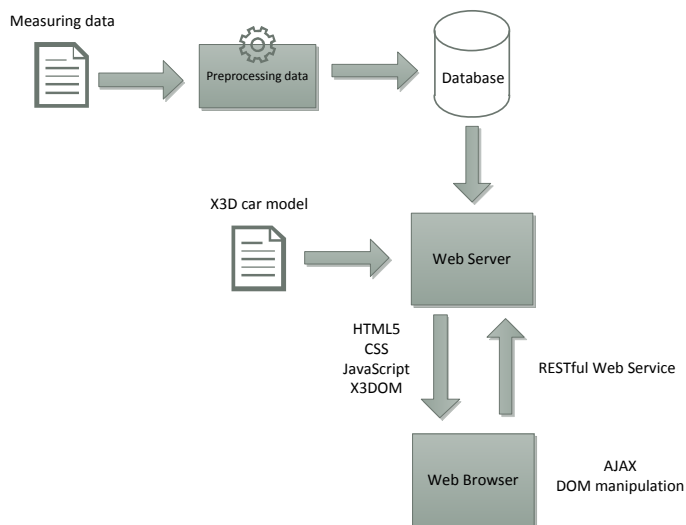 Measuring data
Preprocessing data
Database
X3D car model
Web Server
HTML5
CSS
JavaScript
X3DOM
RESTful Web Service
Web Browser
AJAX
DOM manipulation